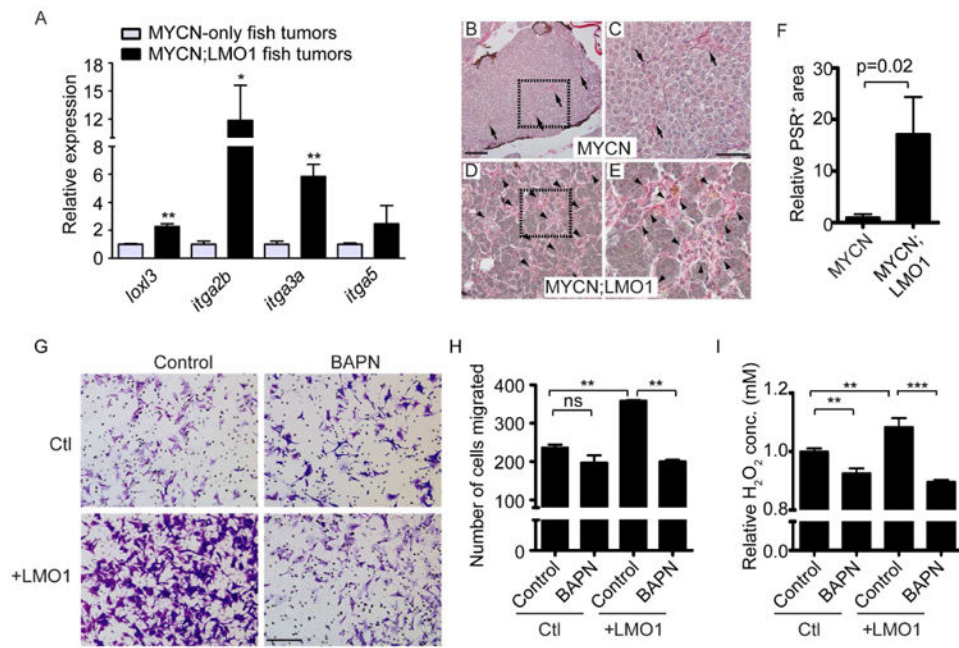 A
MYCN-only fish tumors
MYCN;LMO1 fish tumors
Relative expression
18
15
12
9
6
4
2
0
*
**
**
loxl3
itga2b
itga3a
itga5
B
C
MYCN
D
E
MYCN;LMO1
F
p=0.02
Relative PSR⁺ area
30
20
10
0
MYCN
MYCN;
LMO1
G
Control
BAPN
Ctl
+LMO1
H
Number of cells migrated
400
300
200
100
0
**
ns
**
Control
BAPN
Control
BAPN
Ctl
+LMO1
I
Relative H₂O₂ conc. (mM)
1.2
1.0
0.8
0.0
**
**
***
Control
BAPN
Control
BAPN
Ctl
+LMO1